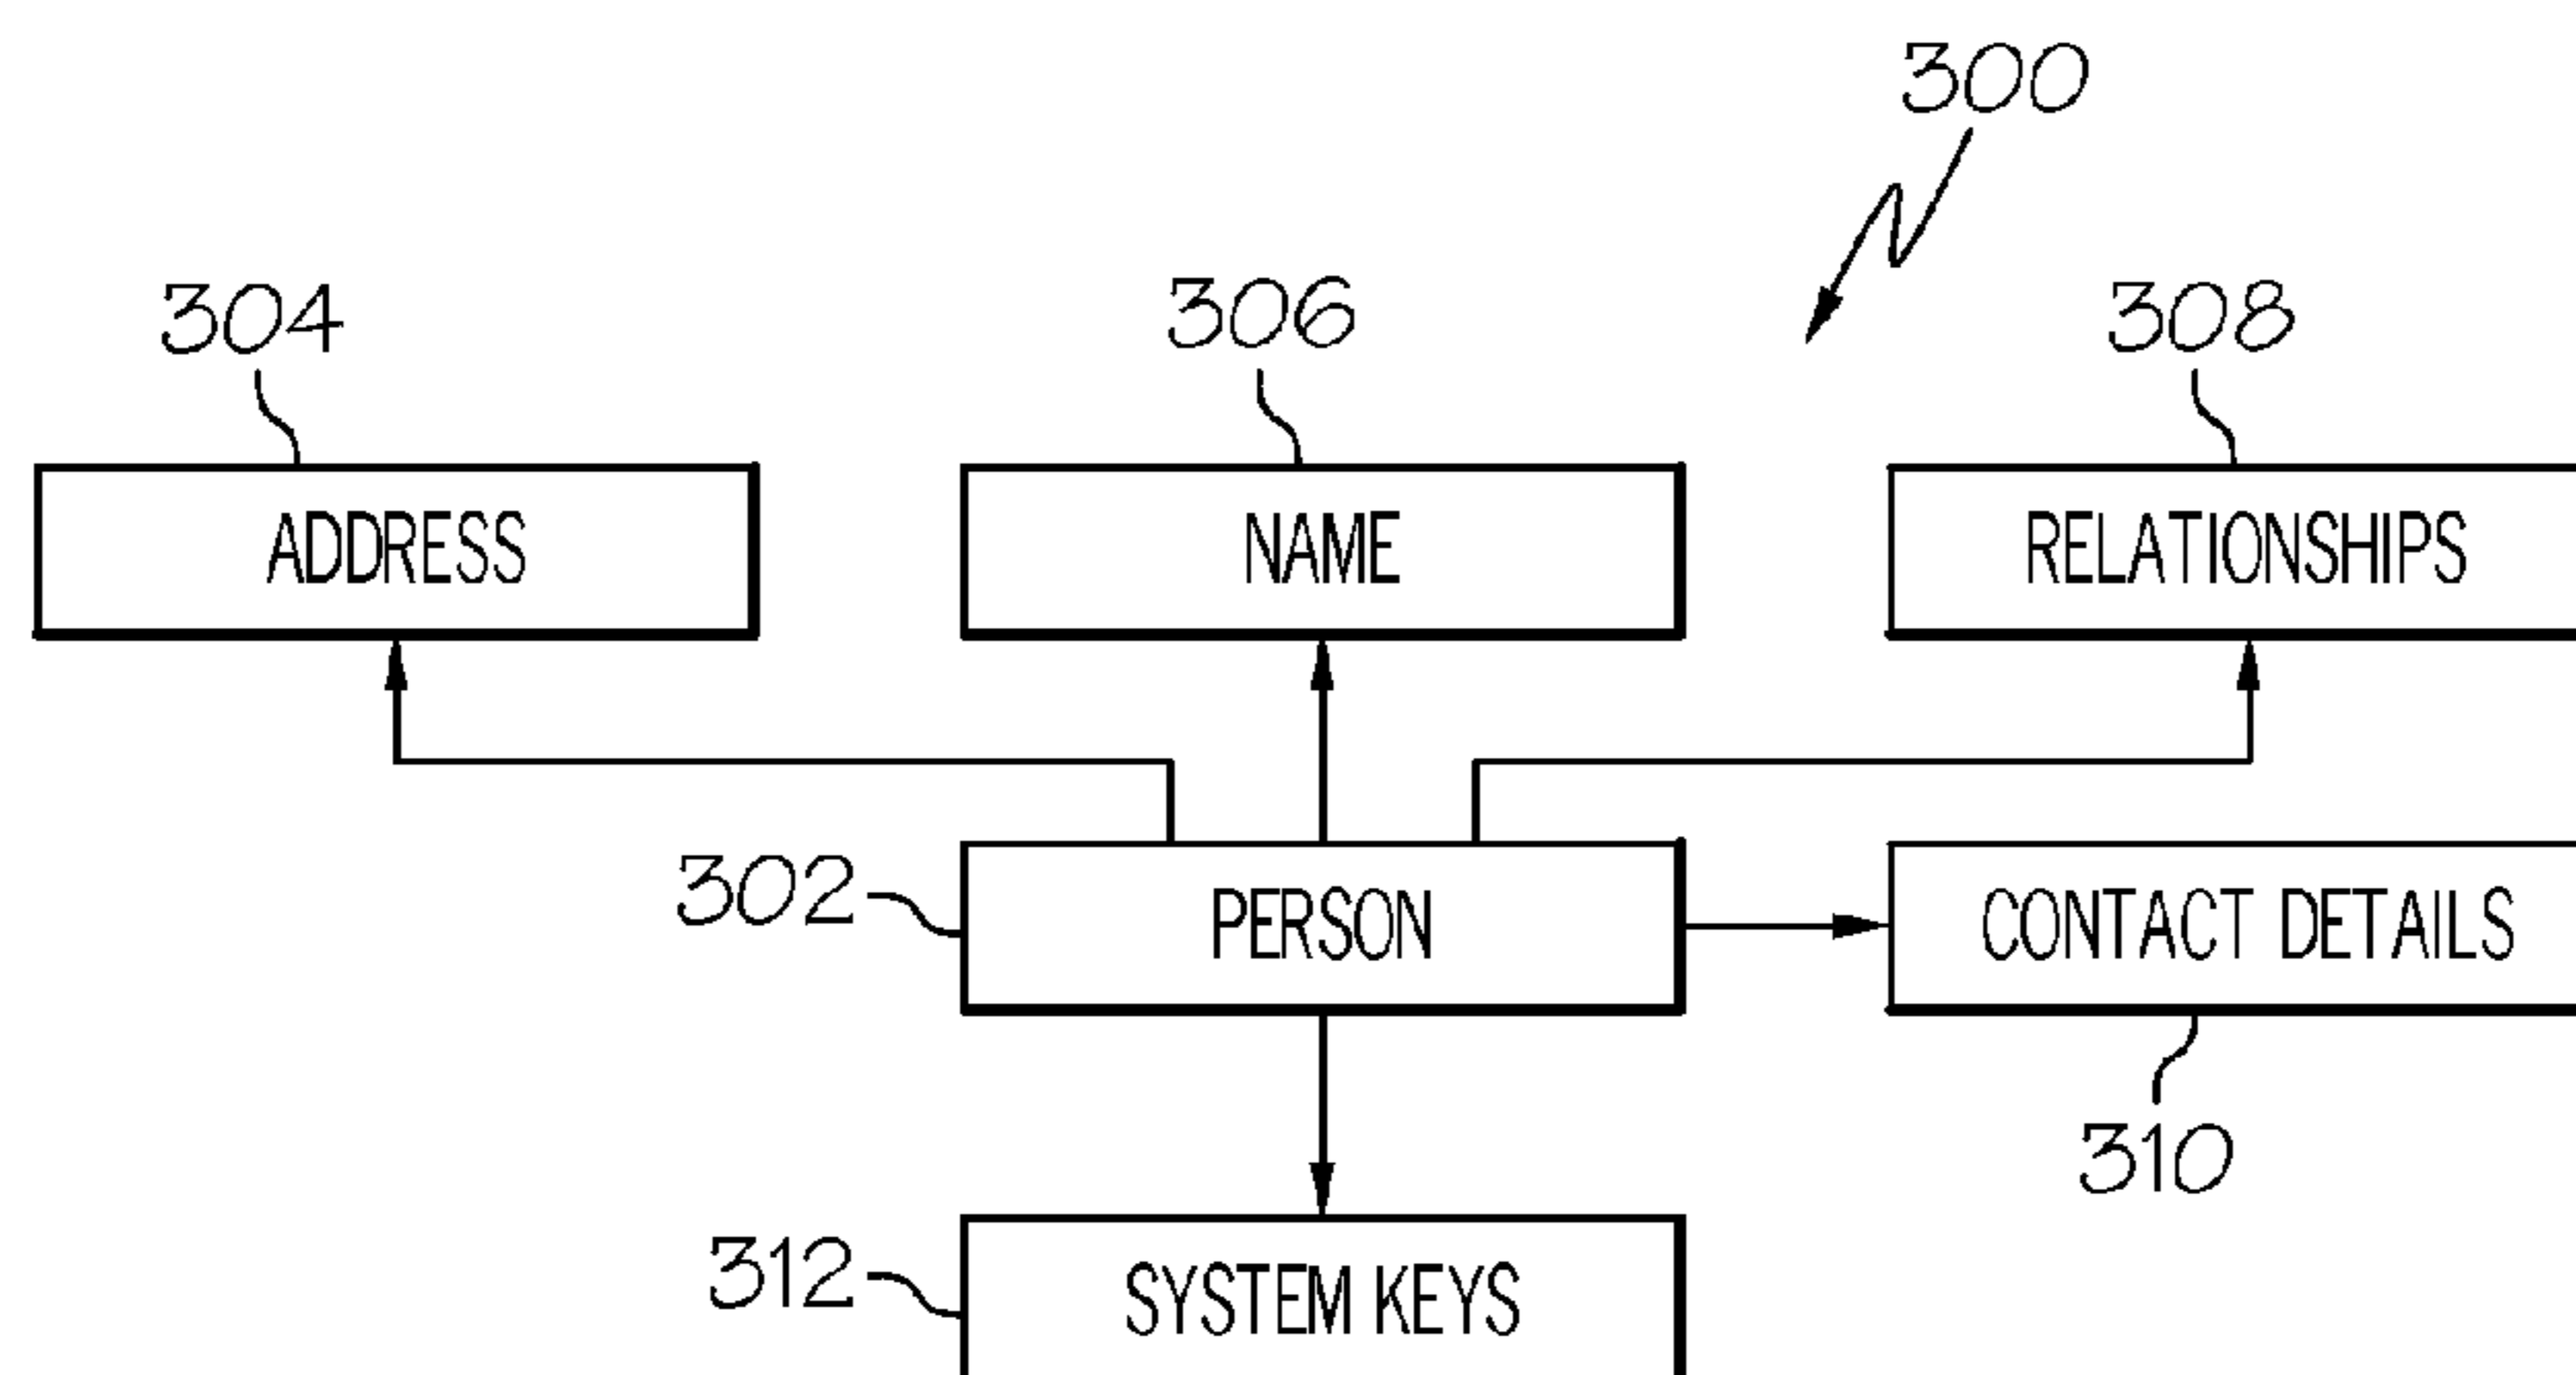 300
304
306
308
ADDRESS
NAME
RELATIONSHIPS
302
PERSON
CONTACT DETAILS
310
312
SYSTEM KEYS